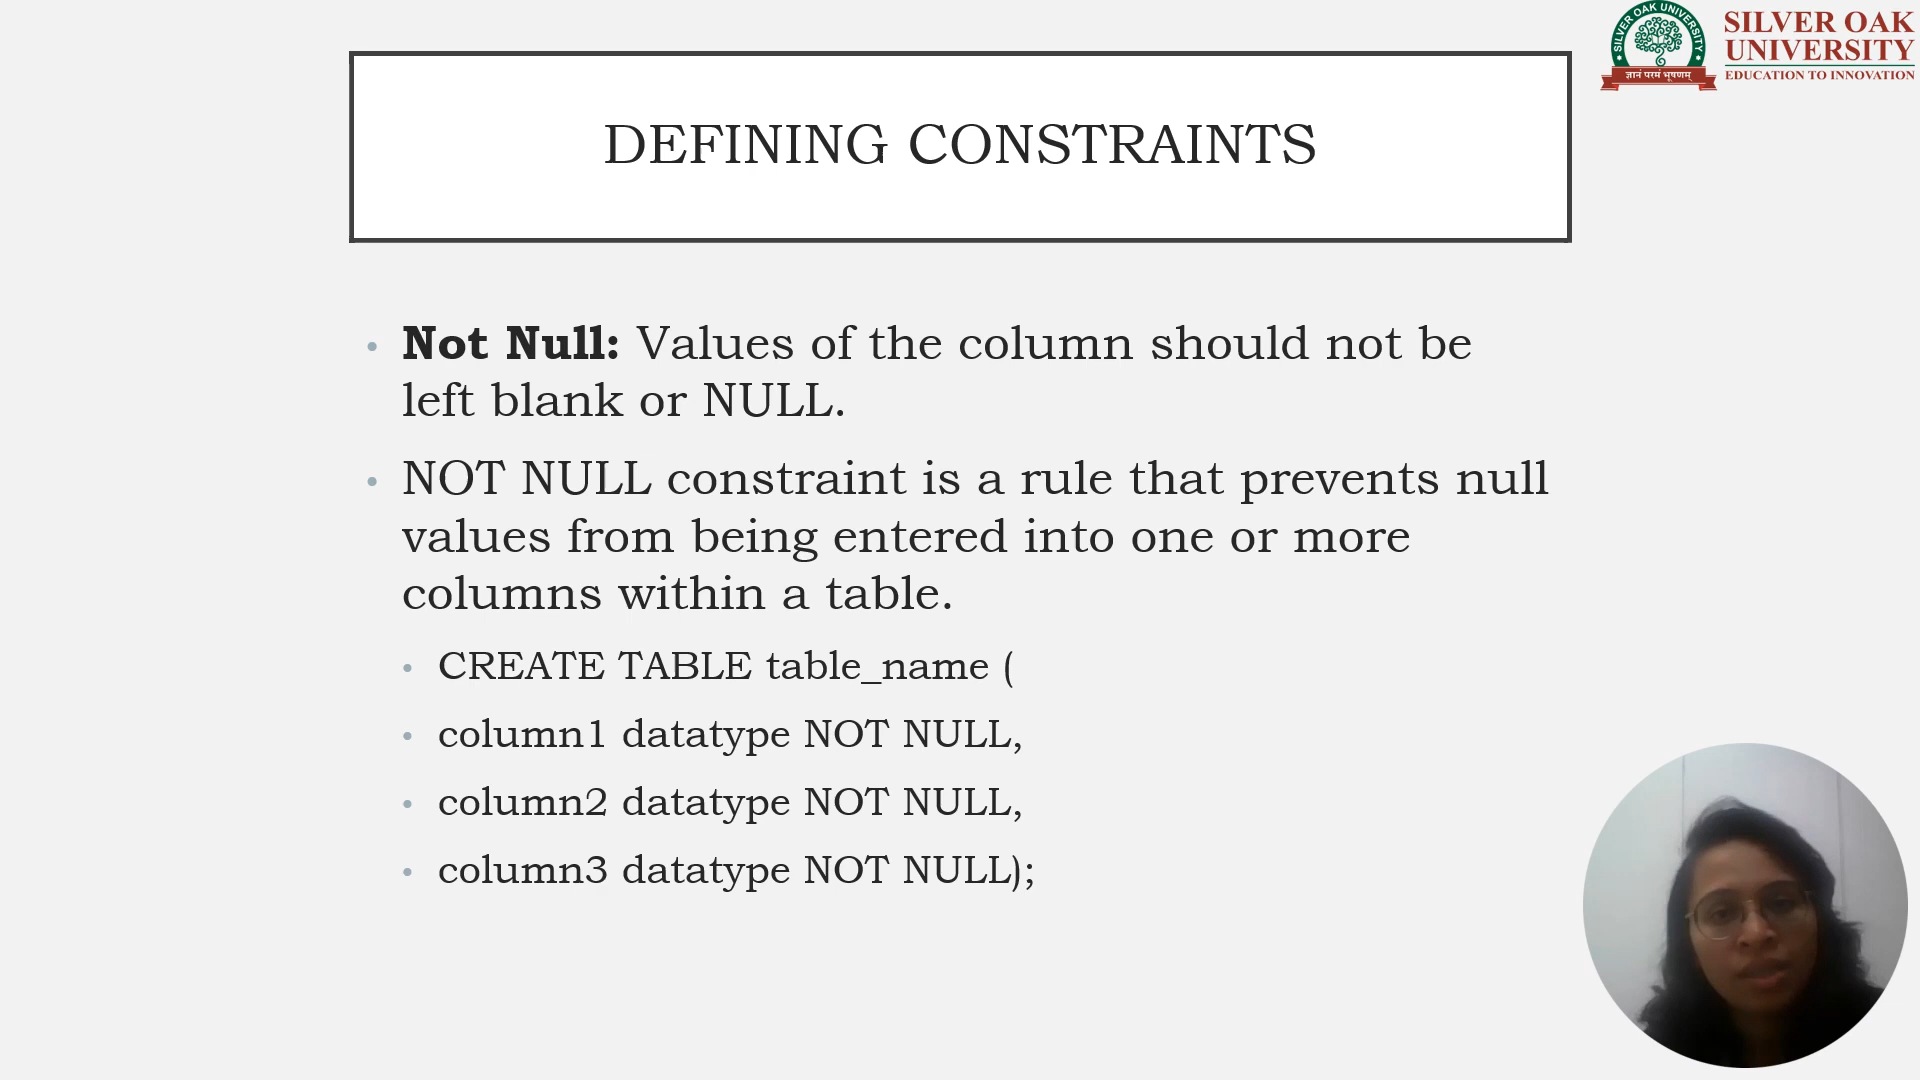 SILVER OAK UNIVERSITY
ज्ञानं परमं भूषणम्
SILVER OAK
UNIVERSITY
EDUCATION TO INNOVATION
DEFINING CONSTRAINTS
• Not Null: Values of the column should not be
left blank or NULL.
• NOT NULL constraint is a rule that prevents null
values from being entered into one or more
columns within a table.
• CREATE TABLE table_name (
• column1 datatype NOT NULL,
• column2 datatype NOT NULL,
• column3 datatype NOT NULL);